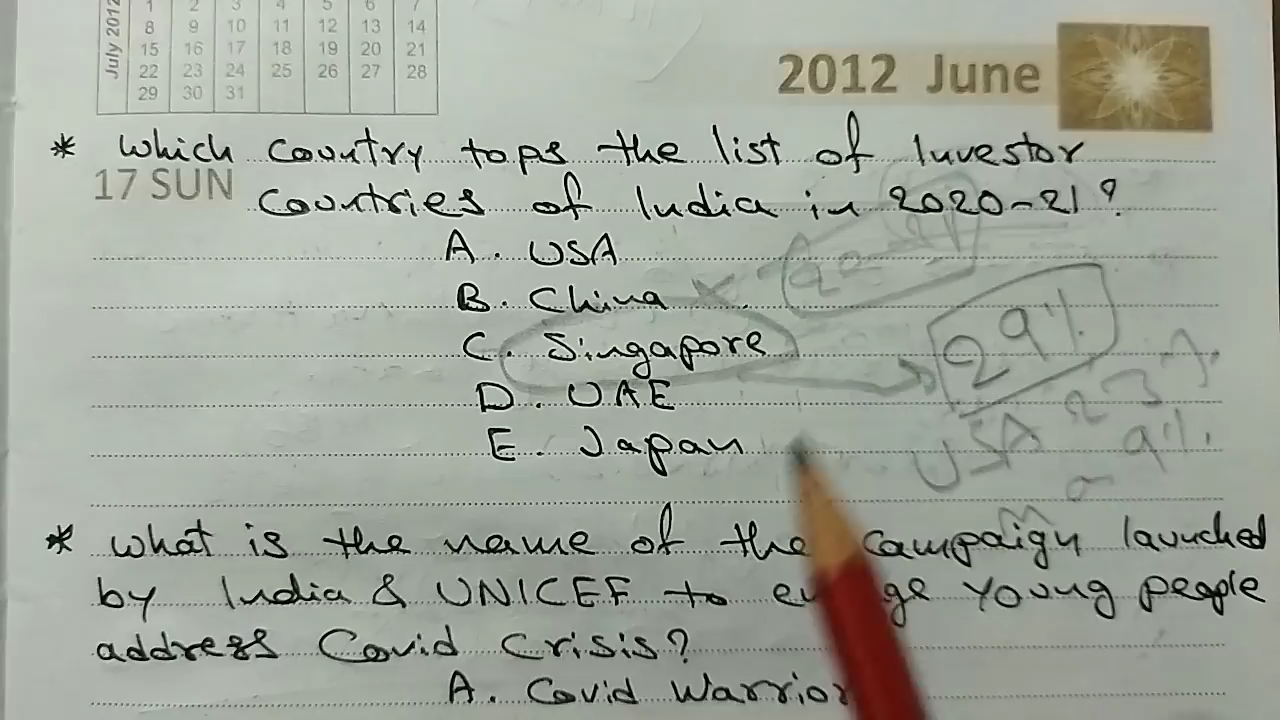 July 2012
1 2 3 4 5 6 7
8 9 10 11 12 13 14
15 16 17 18 19 20 21
22 23 24 25 26 27 28
29 30 31
2012 June
* Which Country tops the list of Investor
17 SUN
Countries of India in 2020-21?
A. USA
B. China
C. Singapore
29%
D. UAE
USA 23%
E. Japan
9%
* What is the name of the campaign launched
by India & UNICEF to young people
address Covid Crisis?
A. Covid Warrior